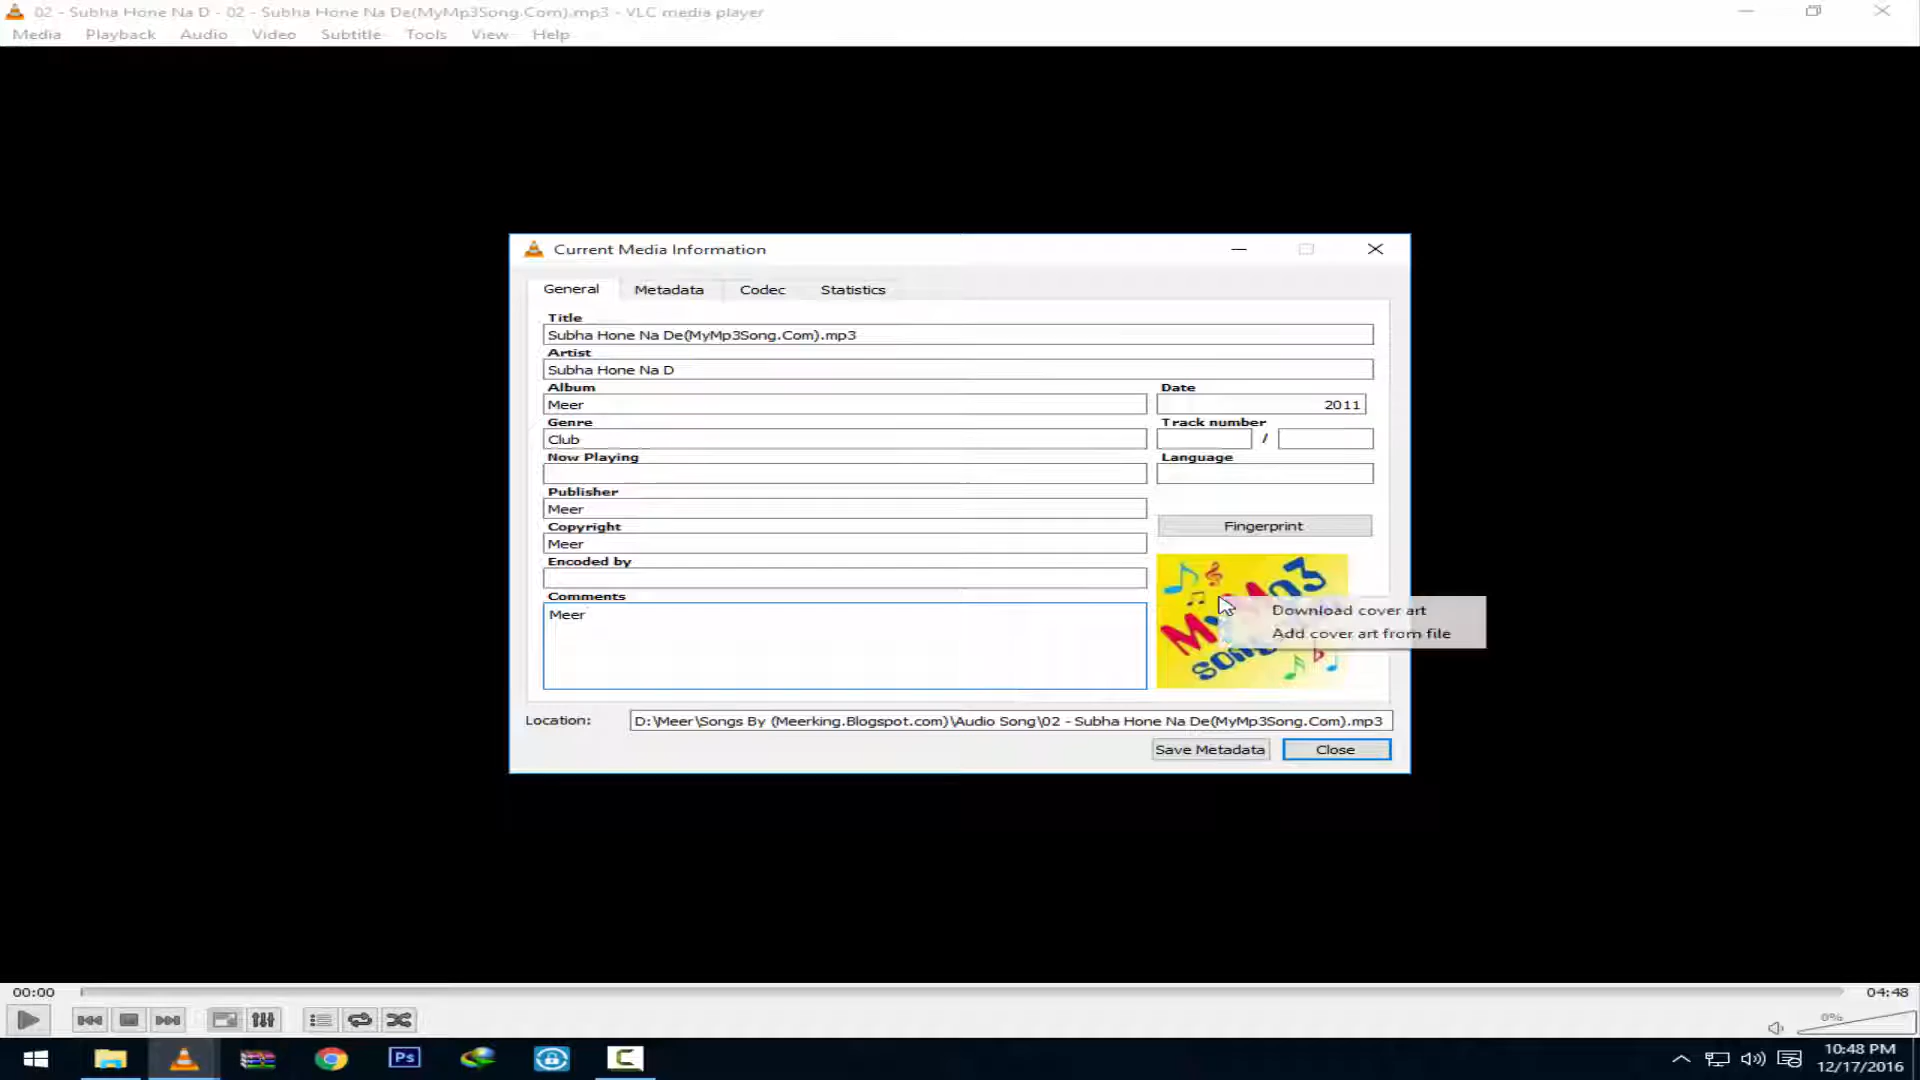 02 - Subha Hone Na D - 02 - Subha Hone Na De(MyMp3Song.Com).mp3 - VLC media player
Media Playback Audio Video Subtitle Tools View Help
Current Media Information
General Metadata Codec Statistics
Title
Subha Hone Na De(MyMp3Song.Com).mp3
Artist
Subha Hone Na D
Album Date
Meer 2011
Genre Track number
Club /
Now Playing Language
Publisher
Meer
Fingerprint
Copyright
Meer
Encoded by
Comments
Meer
Download cover art
Add cover art from file
Location: D:\Meer\Songs By (Meerking.Blogspot.com)\Audio Song\02 - Subha Hone Na De(MyMp3Song.Com).mp3
Save Metadata Close
00:00 04:48
0%
Ps
10:48 PM
12/17/2016